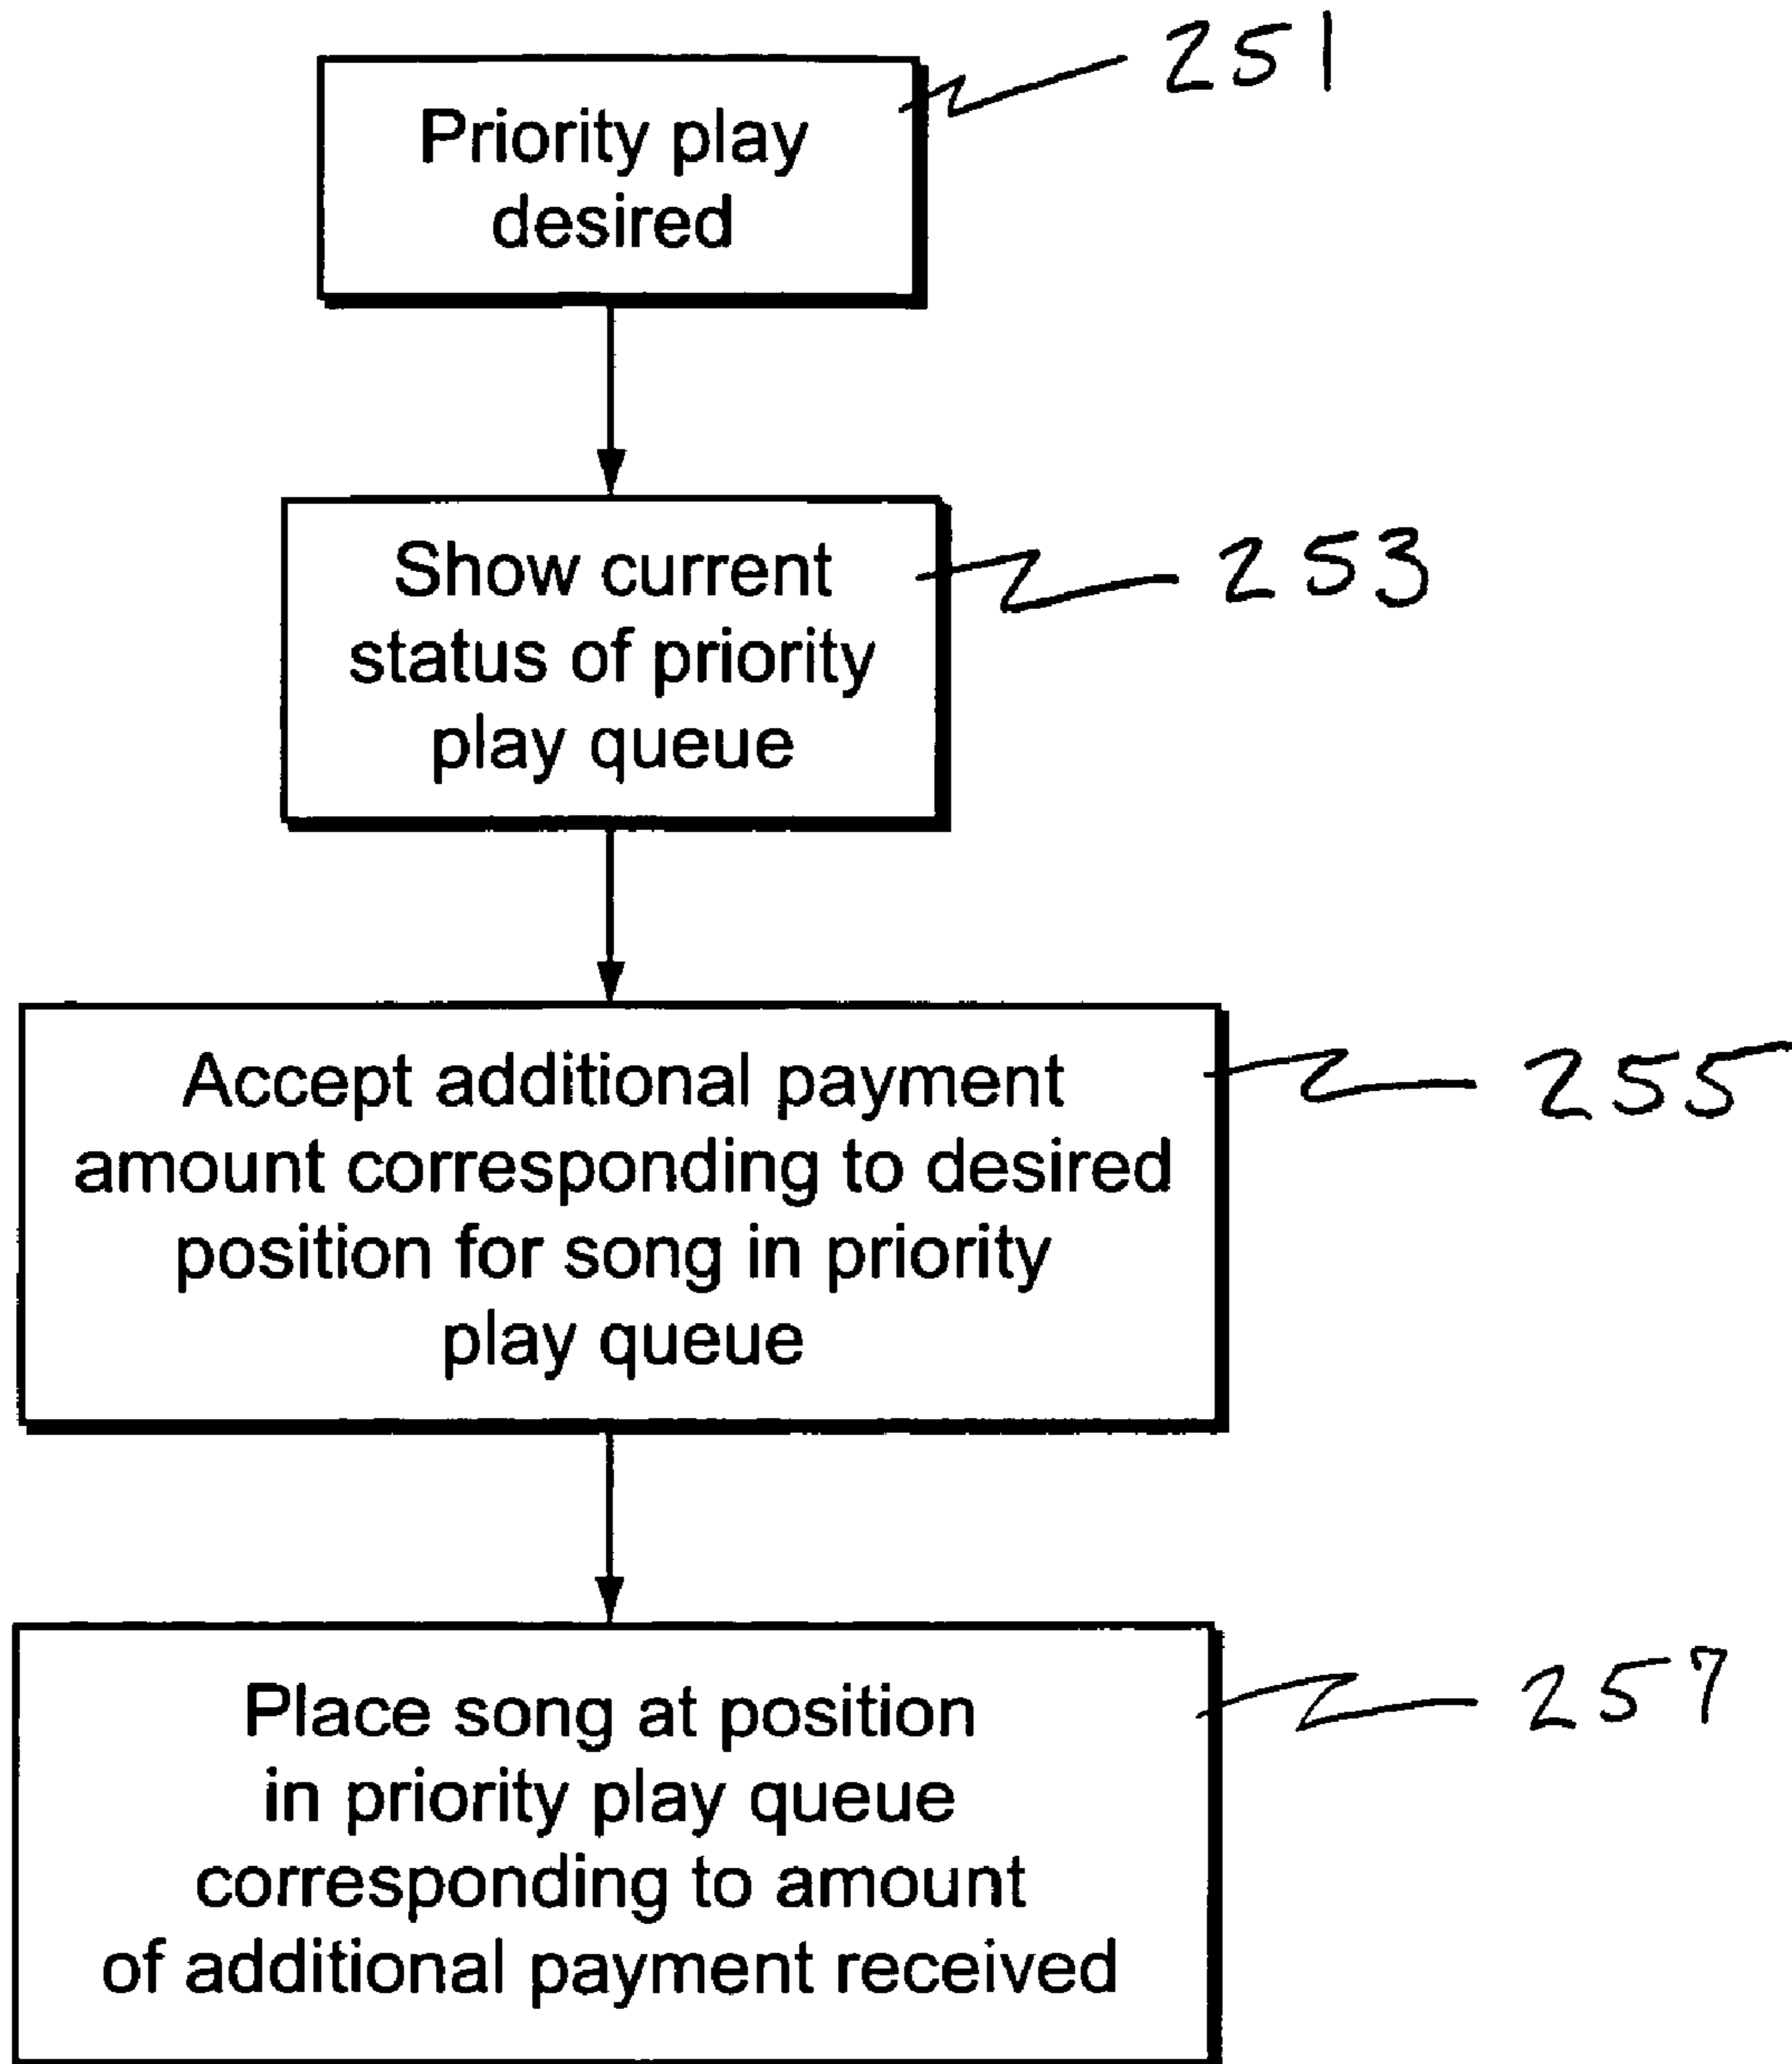 251
Priority play
desired
253
Show current
status of priority
play queue
255
Accept additional payment
amount corresponding to desired
position for song in priority
play queue
257
Place song at position
in priority play queue
corresponding to amount
of additional payment received